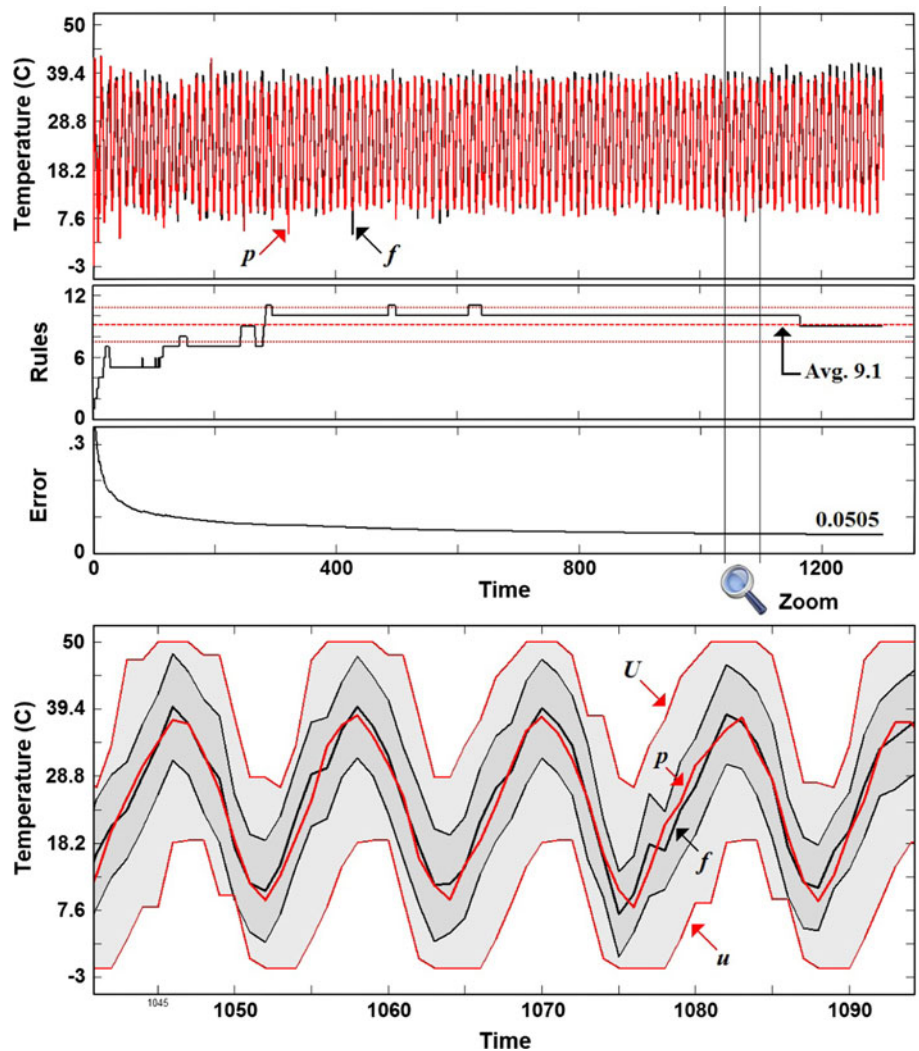 Temperature (C)
50
39.4
28.8
18.2
7.6
-3
p
f
Rules
12
6
0
Avg. 9.1
Error
.3
0
0.0505
0 400 800 1200
Time
Zoom
Temperature (C)
50
39.4
28.8
18.2
7.6
-3
U
p
f
u
1045 1050 1060 1070 1080 1090
Time